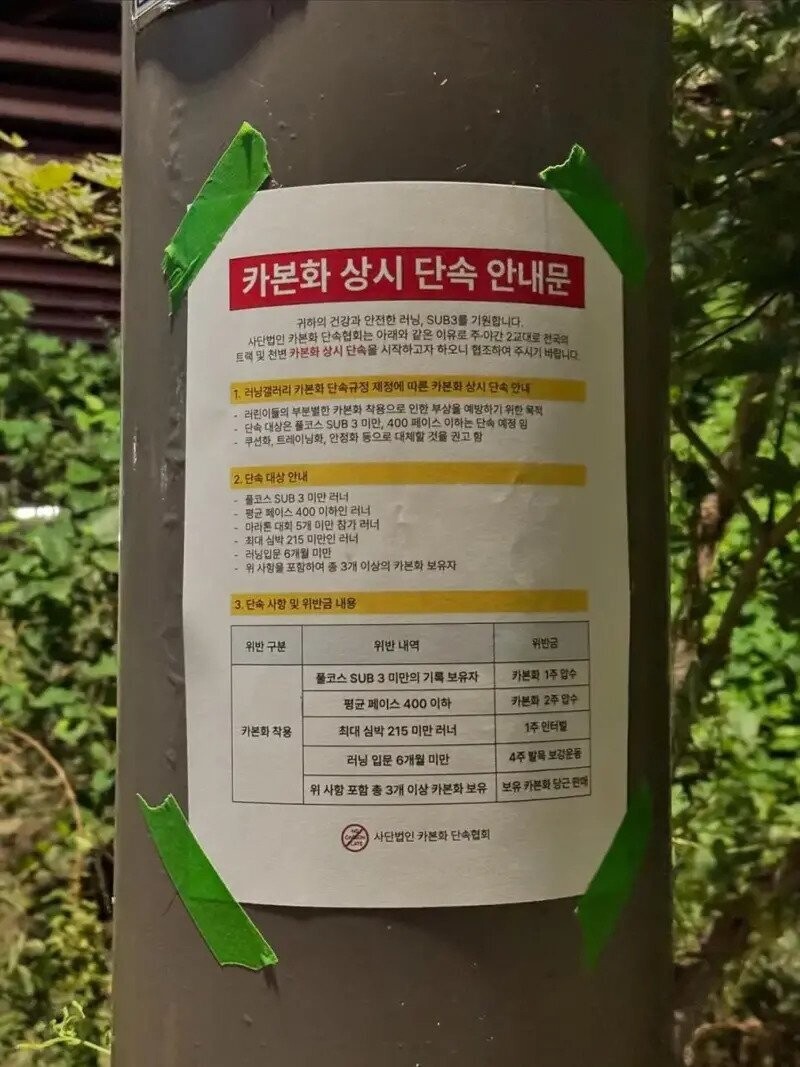 카본화 상시 단속 안내문
귀하의 건강과 안전한 러닝, SUB3를 기원합니다.
사단법인 카본화 단속협회는 아래와 같은 이유로 주·야간 2교대로 전국의
트랙 및 천변 카본화 상시 단속을 시작하고자 하오니 협조하여 주시기 바랍니다.
1. 러닝갤러리 카본화 단속규정 재정에 따른 카본화 상시 단속 안내
- 러린이들의 부분별한 카본화 착용으로 인한 부상을 예방하기 위한 목적
- 단속 대상은 풀코스 SUB 3 미만, 400 페이스 이하는 단속 예정 임
- 쿠션화, 트레이닝화, 안정화 등으로 대체할 것을 권고 함
2. 단속 대상 안내
- 풀코스 SUB 3 미만 러너
- 평균 페이스 400 이하인 러너
- 마라톤 대회 5개 미만 참가 러너
- 최대 심박 215 미만인 러너
- 러닝입문 6개월 미만
- 위 사항을 포함하여 총 3개 이상의 카본화 보유자
3. 단속 사항 및 위반금 내용
위반 구분 위반 내역 위반금
카본화 착용
풀코스 SUB 3 미만의 기록 보유자 카본화 1주 압수
평균 페이스 400 이하 카본화 2주 압수
최대 심박 215 미만 러너 1주 인터벌
러닝 입문 6개월 미만 4주 발목 보강운동
위 사항 포함 총 3개 이상 카본화 보유 보유 카본화 당근 판매
NO
CARBON
PLATE
사단법인 카본화 단속협회